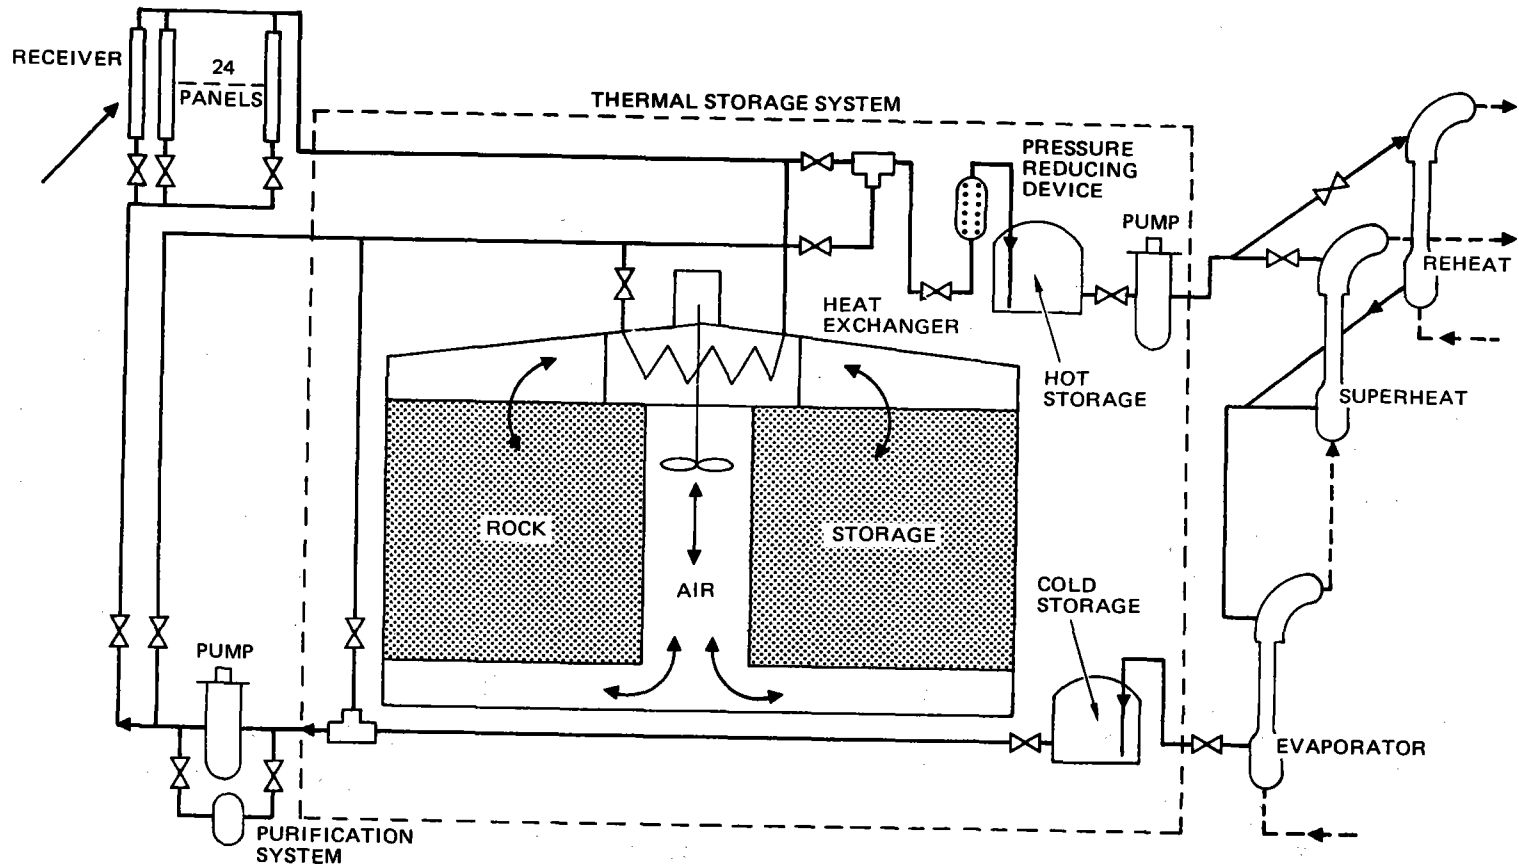 RECEIVER
24
PANELS
THERMAL STORAGE SYSTEM
PRESSURE
REDUCING
DEVICE
PUMP
REHEAT
HEAT
EXCHANGER
HOT
STORAGE
SUPERHEAT
ROCK
STORAGE
AIR
COLD
STORAGE
PUMP
EVAPORATOR
PURIFICATION
SYSTEM